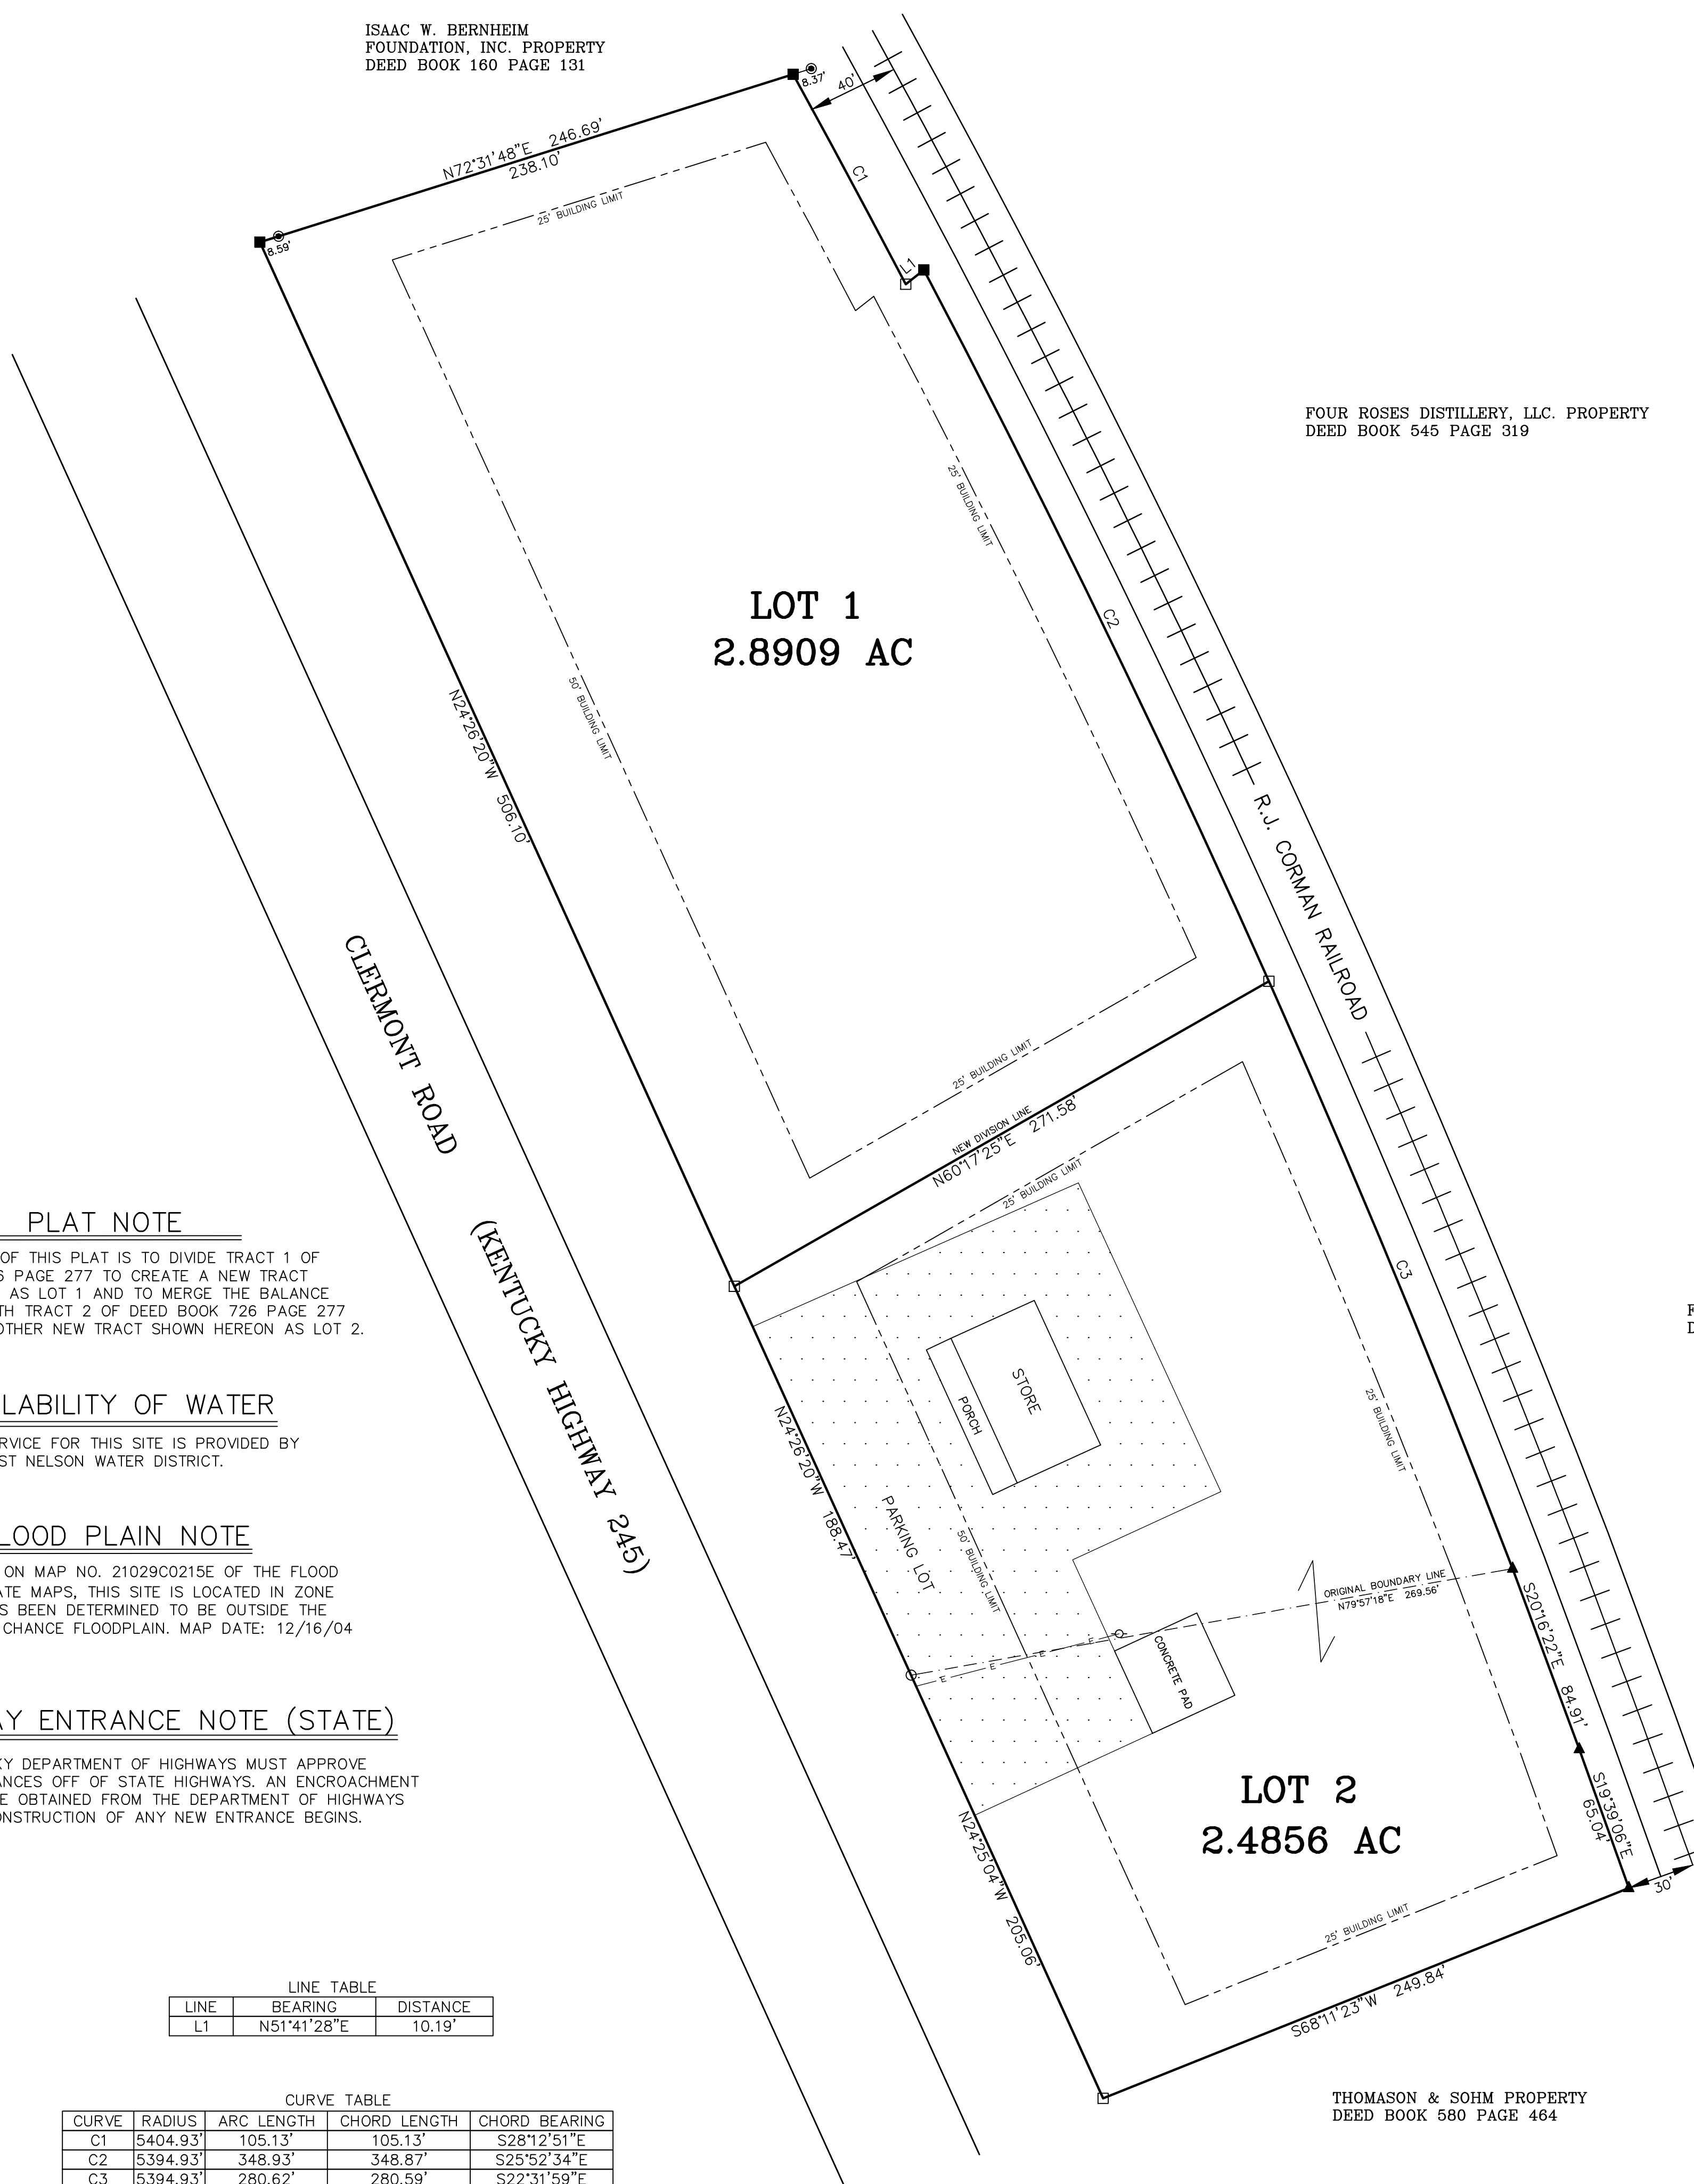 ISAAC W. BERNHEIM
FOUNDATION, INC. PROPERTY
DEED BOOK 160 PAGE 131
8.37'
40'
N72°31'48"E 246.69'
238.10'
8.59'
25' BUILDING LIMIT
C1
L1
FOUR ROSES DISTILLERY, LLC. PROPERTY
DEED BOOK 545 PAGE 319
25' BUILDING LIMIT
LOT 1
2.8909 AC
C2
50' BUILDING LIMIT
N24°26'20"W 506.10'
R.J. CORMAN RAILROAD
CLERMONT ROAD (KENTUCKY HIGHWAY 245)
25' BUILDING LIMIT
NEW DIVISION LINE
N60°17'25"E 271.58'
25' BUILDING LIMIT
C3
STORE
PORCH
25' BUILDING LIMIT
N24°26'20"W 188.47'
PARKING LOT
50' BUILDING LIMIT
ORIGINAL BOUNDARY LINE
N79°57'18"E 269.56'
E E E E
CONCRETE PAD
S20°16'22"E 84.91'
LOT 2
2.4856 AC
S19°39'06"E
65.04'
30'
N24°25'04"W 205.06'
25' BUILDING LIMIT
S68°11'23"W 249.84'
THOMASON & SOHM PROPERTY
DEED BOOK 580 PAGE 464
F
D
PLAT NOTE
OF THIS PLAT IS TO DIVIDE TRACT 1 OF
6 PAGE 277 TO CREATE A NEW TRACT
AS LOT 1 AND TO MERGE THE BALANCE
TH TRACT 2 OF DEED BOOK 726 PAGE 277
OTHER NEW TRACT SHOWN HEREON AS LOT 2.
LABILITY OF WATER
ERVICE FOR THIS SITE IS PROVIDED BY
ST NELSON WATER DISTRICT.
LOOD PLAIN NOTE
ON MAP NO. 21029C0215E OF THE FLOOD
ATE MAPS, THIS SITE IS LOCATED IN ZONE
S BEEN DETERMINED TO BE OUTSIDE THE
CHANCE FLOODPLAIN. MAP DATE: 12/16/04
AY ENTRANCE NOTE (STATE)
KY DEPARTMENT OF HIGHWAYS MUST APPROVE
ANCES OFF OF STATE HIGHWAYS. AN ENCROACHMENT
E OBTAINED FROM THE DEPARTMENT OF HIGHWAYS
ONSTRUCTION OF ANY NEW ENTRANCE BEGINS.
LINE TABLE
LINE BEARING DISTANCE
L1 N51°41'28"E 10.19'
CURVE TABLE
CURVE RADIUS ARC LENGTH CHORD LENGTH CHORD BEARING
C1 5404.93' 105.13' 105.13' S28°12'51"E
C2 5394.93' 348.93' 348.87' S25°52'34"E
C3 5394.93' 280.62' 280.59' S22°31'59"E